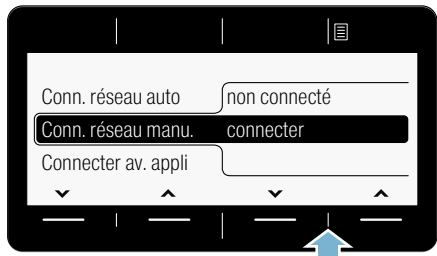 Conn. réseau auto non connecté
Conn. réseau manu. connecter
Connecter av. appli